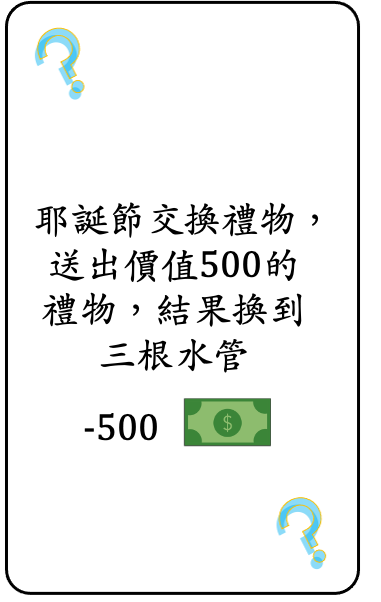 ?
耶誕節交換禮物，
送出價值500的
禮物，結果換到
三根水管
-500 $
?